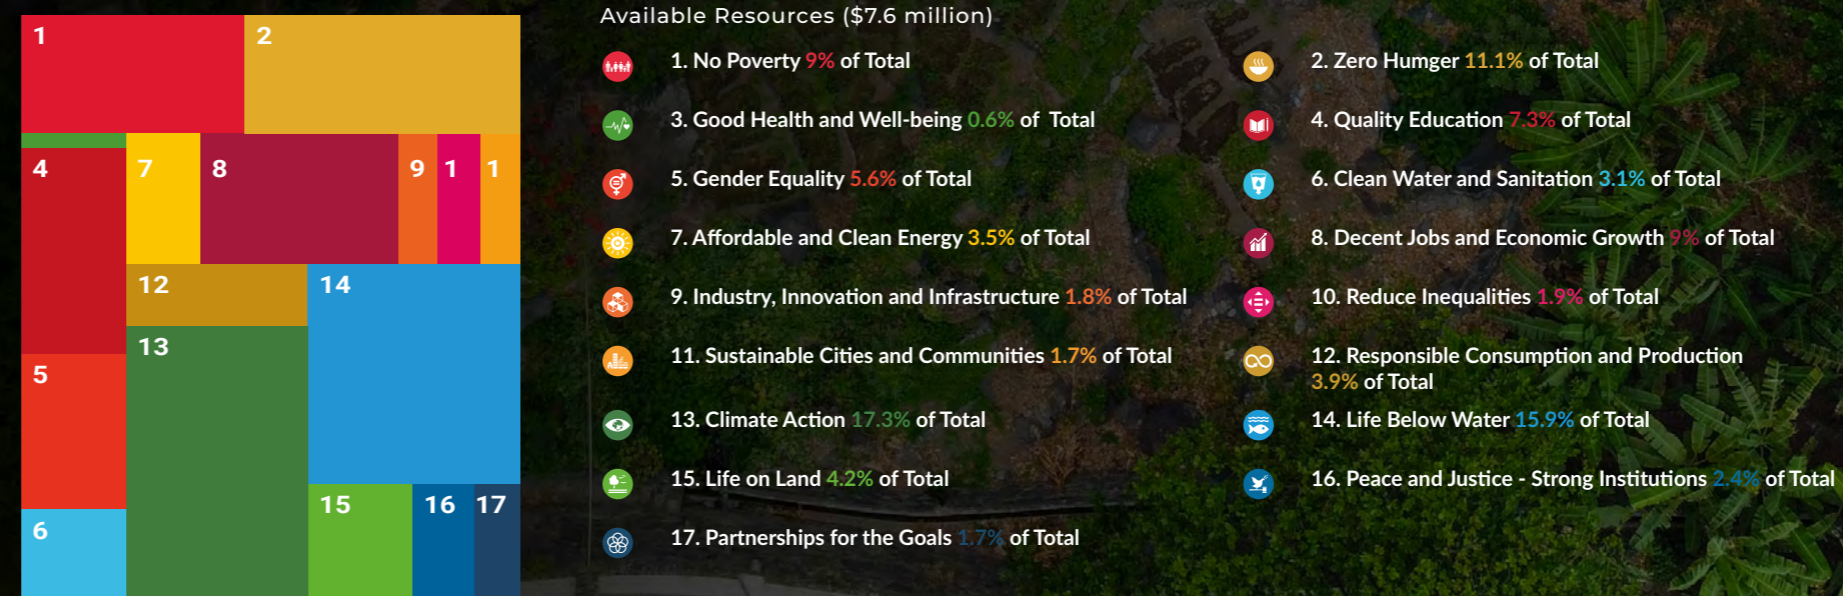 Available Resources ($7.6 million)
1
2
4
7
8
9
1
1
12
14
13
5
15
16
17
6
1. No Poverty 9% of Total
2. Zero Humger 11.1% of Total
3. Good Health and Well-being 0.6% of Total
4. Quality Education 7.3% of Total
5. Gender Equality 5.6% of Total
6. Clean Water and Sanitation 3.1% of Total
7. Affordable and Clean Energy 3.5% of Total
8. Decent Jobs and Economic Growth 9% of Total
9. Industry, Innovation and Infrastructure 1.8% of Total
10. Reduce Inequalities 1.9% of Total
11. Sustainable Cities and Communities 1.7% of Total
12. Responsible Consumption and Production
3.9% of Total
13. Climate Action 17.3% of Total
14. Life Below Water 15.9% of Total
15. Life on Land 4.2% of Total
16. Peace and Justice - Strong Institutions 2.4% of Total
17. Partnerships for the Goals 1.7% of Total